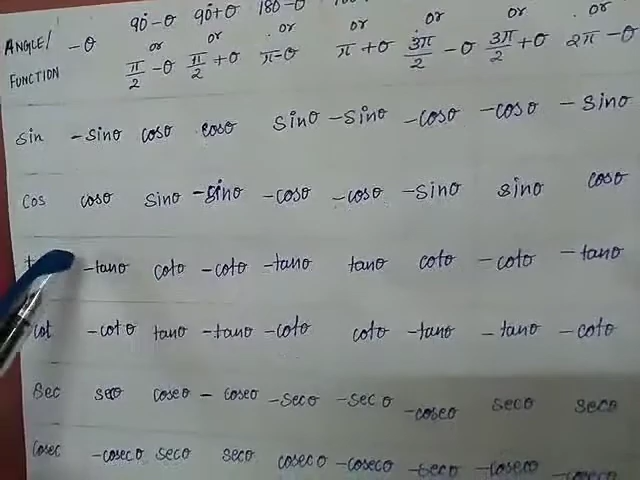 90°-θ 90°+θ 180-θ
ANGLE/ -θ or or or or or or or
FUNCTION π/2 -θ π/2 +θ π-θ π+θ 3π/2 -θ 3π/2 +θ 2π-θ
sin -sinθ cosθ cosθ sinθ -sinθ -cosθ -cosθ -sinθ
cos cosθ sinθ -sinθ -cosθ -cosθ -sinθ sinθ cosθ
-tanθ cotθ -cotθ -tanθ tanθ cotθ -cotθ -tanθ
cot -cotθ tanθ -tanθ -cotθ cotθ -tanθ -tanθ -cotθ
sec secθ cosecθ -cosecθ -secθ -secθ -cosecθ secθ secθ
cosec -cosecθ secθ secθ cosecθ -cosecθ -secθ -cosecθ -cosecθ